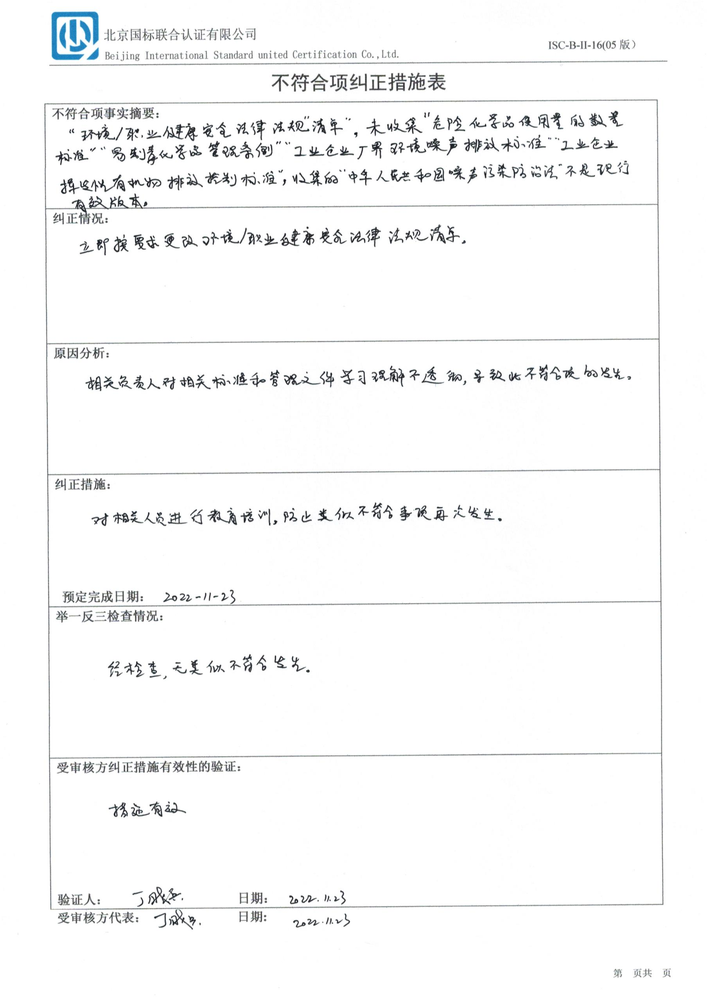 北京国标联合认证有限公司
Beijing International Standard united Certification Co.,Ltd.
ISC-B-II-16(05 版)
不符合项纠正措施表
不符合项事实摘要:
“环境/职业健康安全法律法规”清单”。未收集“危险化学品使用量的数量
标准”“易制毒化学品管理条例”“工业企业厂界环境噪声排放标准”“工业企业
挥发性有机物排放控制标准”,收集的“中华人民共和国噪声污染防治法”不是现行
有效版本。
纠正情况:
立即按要求更改环境/职业健康安全法律法规清单。
原因分析:
相关负责人对相关标准和管理文件学习理解不透彻,导致此不符合项的发生。
纠正措施:
对相关人员进行教育培训。防止类似不符合事项再次发生。
预定完成日期: 2022-11-23
举一反三检查情况:
经检查,无类似不符合发生。
受审核方纠正措施有效性的验证:
措施有效
验证人: 丁 日期: 2022.11.23
受审核方代表: 丁 日期: 2022.11.23
第 页共 页